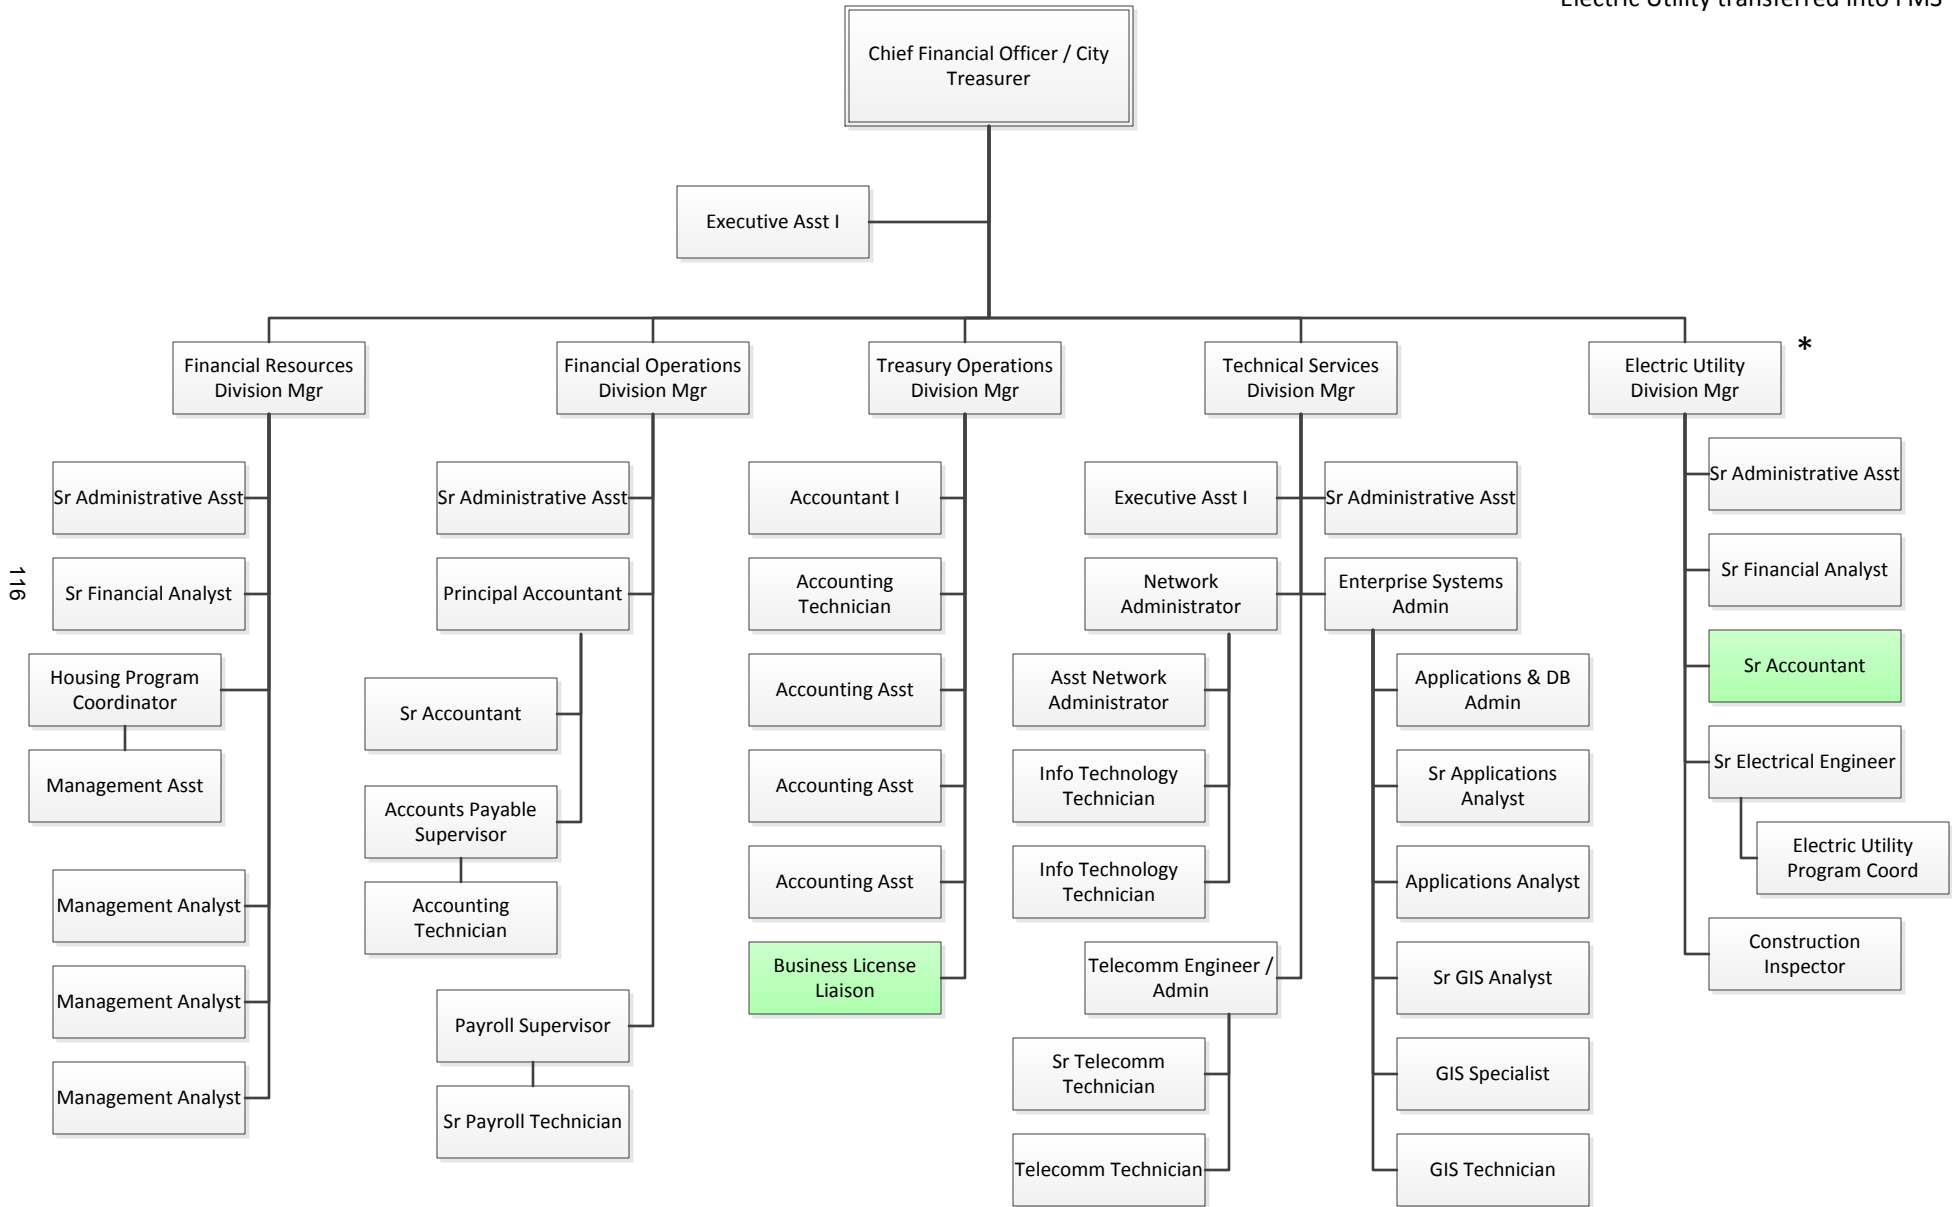 Electric Utility transferred into FMS
Chief Financial Officer / City
Treasurer
Executive Asst I
Financial Resources
Division Mgr
Financial Operations
Division Mgr
Treasury Operations
Division Mgr
Technical Services
Division Mgr
Electric Utility
Division Mgr
*
Sr Administrative Asst
Sr Financial Analyst
Housing Program
Coordinator
Management Asst
Management Analyst
Management Analyst
Management Analyst
Sr Administrative Asst
Principal Accountant
Sr Accountant
Accounts Payable
Supervisor
Accounting
Technician
Payroll Supervisor
Sr Payroll Technician
Accountant I
Accounting
Technician
Accounting Asst
Accounting Asst
Accounting Asst
Business License
Liaison
Executive Asst I
Sr Administrative Asst
Network
Administrator
Asst Network
Administrator
Info Technology
Technician
Info Technology
Technician
Telecomm Engineer /
Admin
Sr Telecomm
Technician
Telecomm Technician
Enterprise Systems
Admin
Applications & DB
Admin
Sr Applications
Analyst
Applications Analyst
Sr GIS Analyst
GIS Specialist
GIS Technician
Sr Administrative Asst
Sr Financial Analyst
Sr Accountant
Sr Electrical Engineer
Electric Utility
Program Coord
Construction
Inspector
116